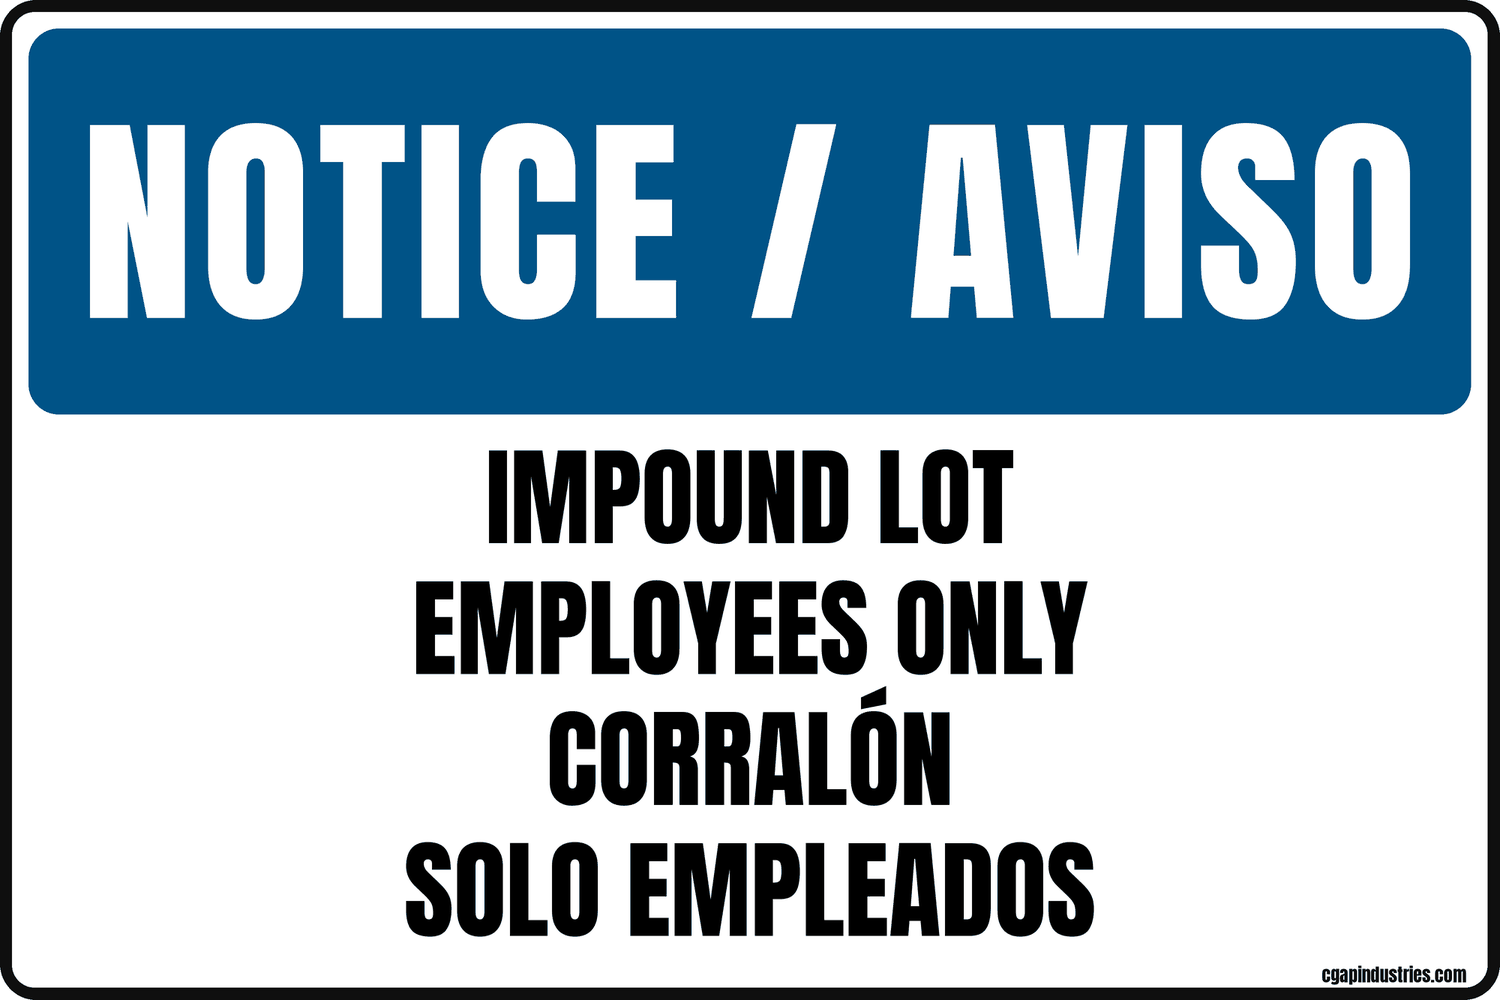 NOTICE / AVISO
IMPOUND LOT
EMPLOYEES ONLY
CORRALÓN
SOLO EMPLEADOS
cgapindustries.com